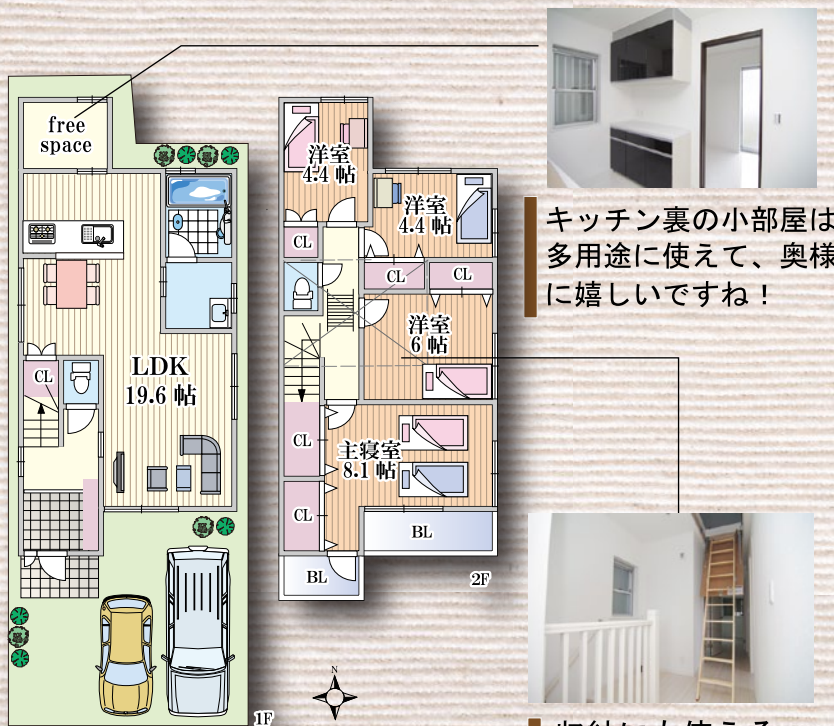 free
space
洋室
4.4 帖
洋室
4.4 帖
CL
CL
CL
洋室
6 帖
LDK
19.6 帖
CL
CL
主寝室
8.1 帖
CL
BL
BL
2F
1F
N
キッチン裏の小部屋は
多用途に使えて、奥様
に嬉しいですね！